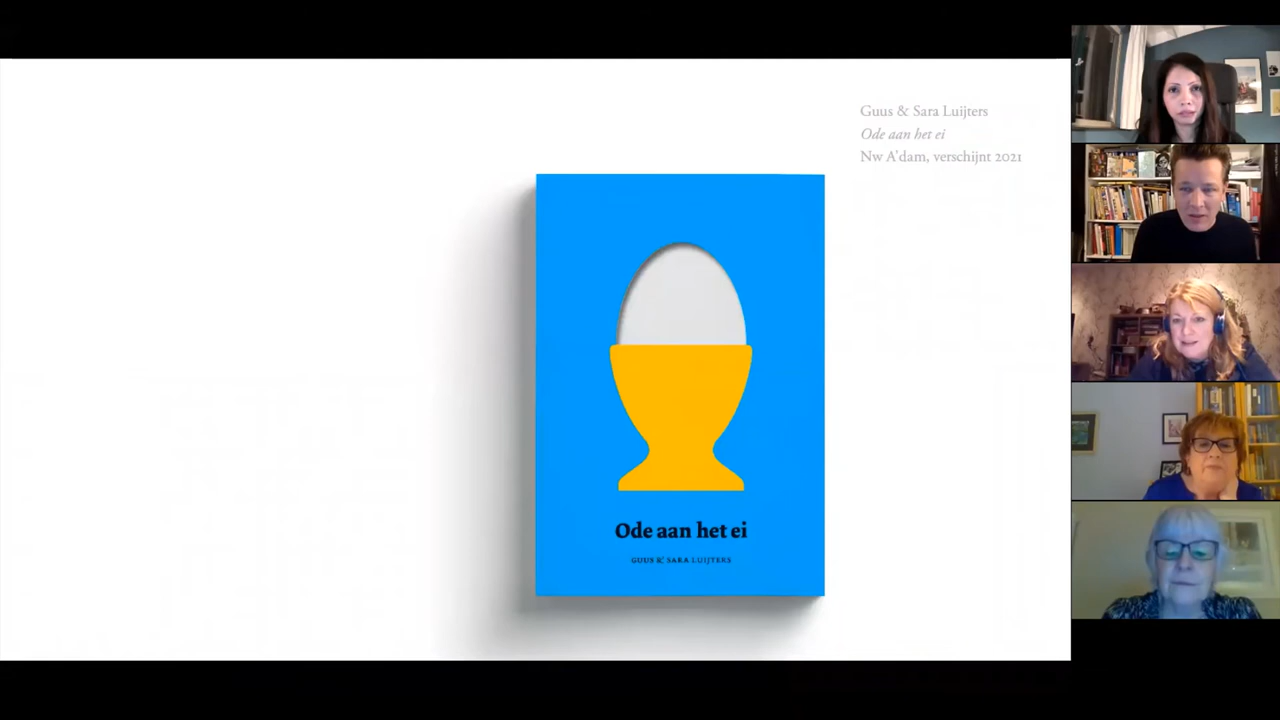 Guus & Sara Luijters
Ode aan het ei
Nw A'dam, verschijnt 2021
Ode aan het ei
GUUS & SARA LUIJTERS